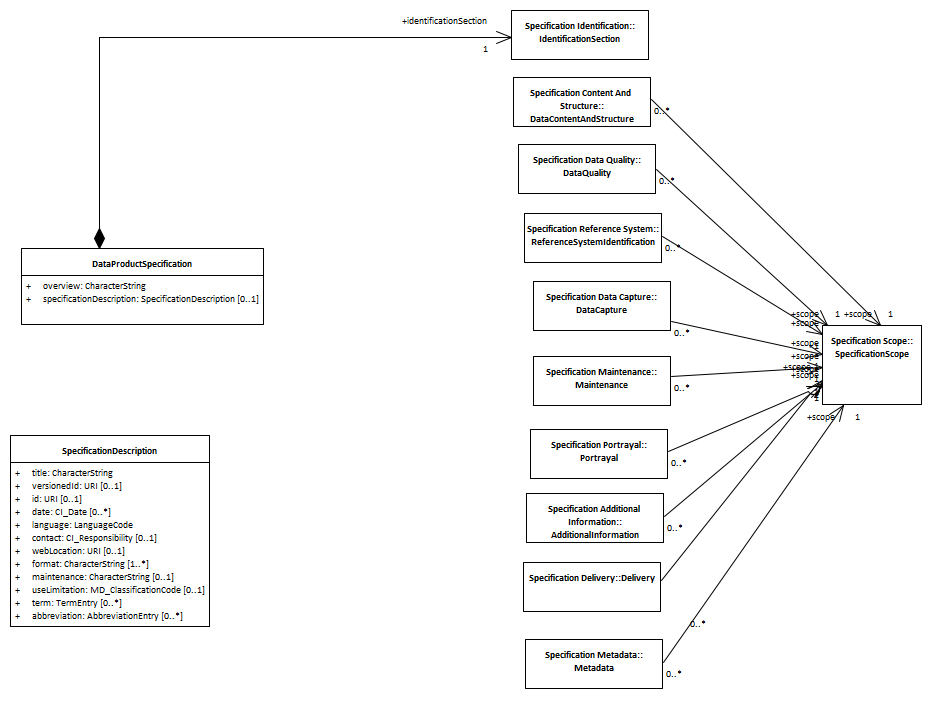 +identificationSection
1
Specification Identification::
IdentificationSection
Specification Content And
Structure::
DataContentAndStructure
0..*
Specification Data Quality::
DataQuality
0..*
Specification Reference System::
ReferenceSystemIdentification
0..*
DataProductSpecification
+ overview: CharacterString
+ specificationDescription: SpecificationDescription [0..1]
Specification Data Capture::
DataCapture
0..*
+scope 1 +scope 1
+scope
Specification Scope::
SpecificationScope
+scope
+scope
+scope 1
+scope
Specification Maintenance::
Maintenance
0..*
+scope 1
Specification Portrayal::
Portrayal
0..*
SpecificationDescription
+ title: CharacterString
+ versionedId: URI [0..1]
+ id: URI [0..1]
+ date: CI_Date [0..*]
+ language: LanguageCode
+ contact: CI_Responsibility [0..1]
+ webLocation: URI [0..1]
+ format: CharacterString [1..*]
+ maintenance: CharacterString [0..1]
+ useLimitation: MD_ClassificationCode [0..1]
+ term: TermEntry [0..*]
+ abbreviation: AbbreviationEntry [0..*]
Specification Additional
Information::
AdditionalInformation
0..*
Specification Delivery::Delivery
0..*
Specification Metadata::
Metadata
0..*